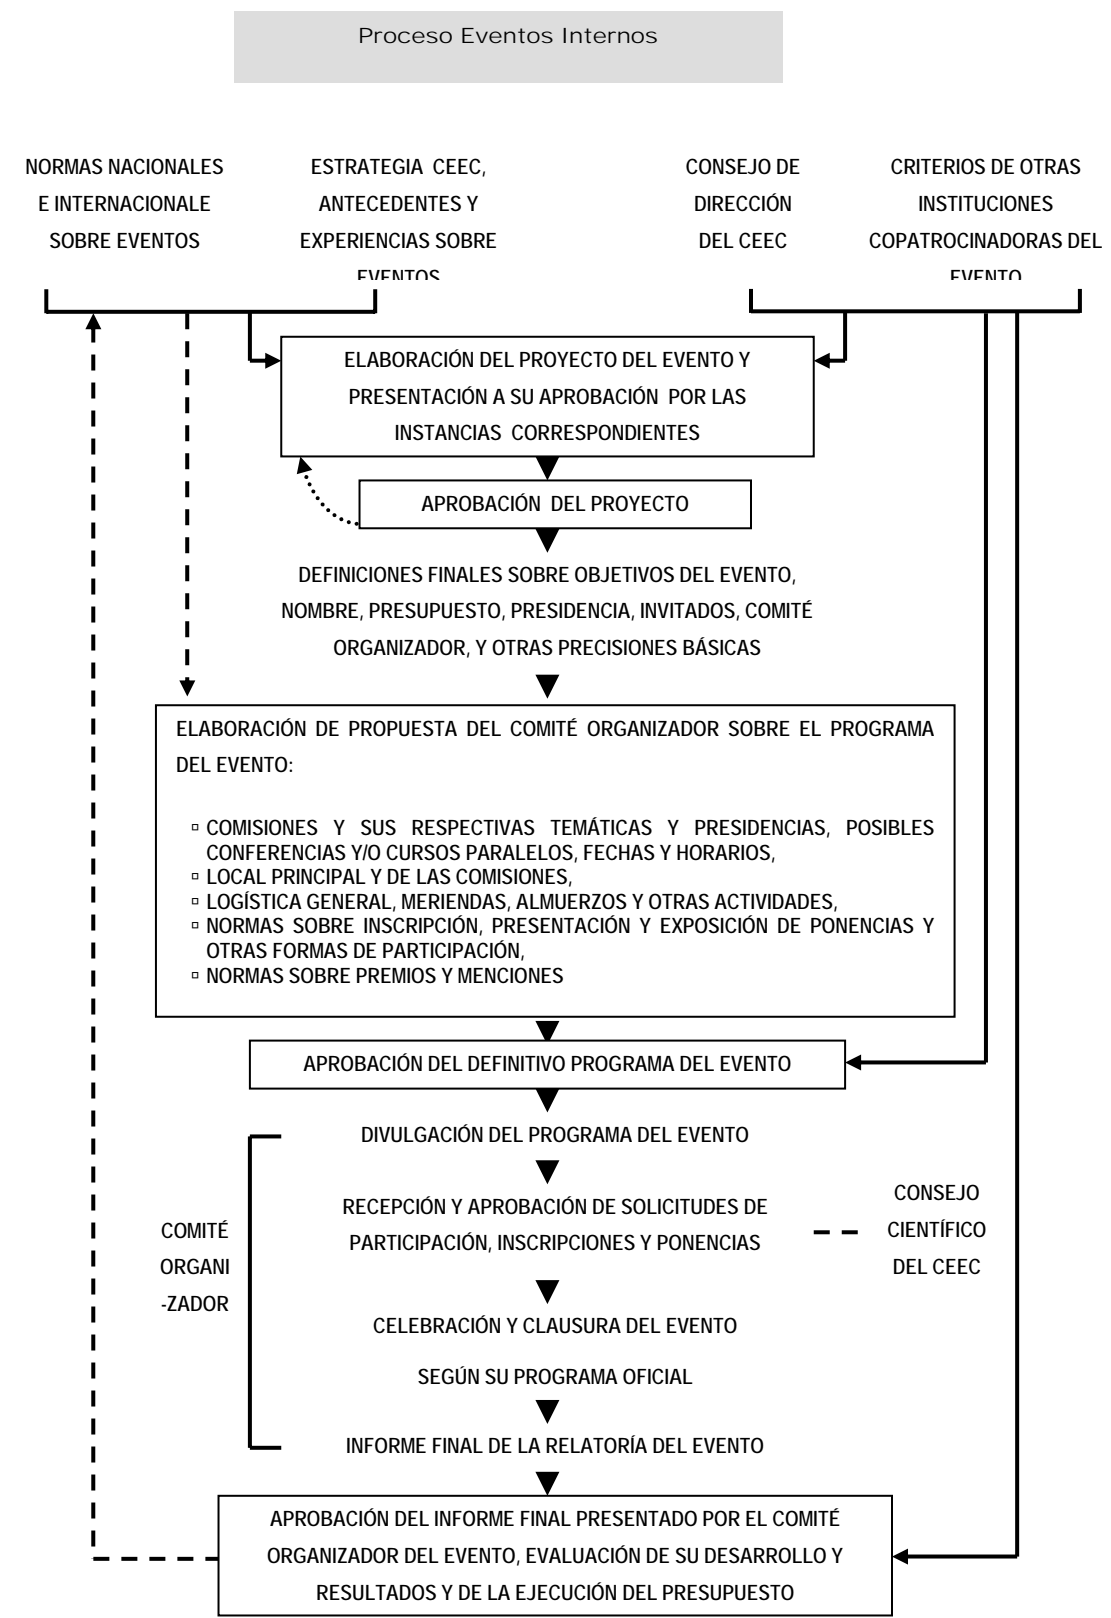 Proceso Eventos Internos
NORMAS NACIONALES
E INTERNACIONALE
SOBRE EVENTOS
ESTRATEGIA CEEC,
ANTECEDENTES Y
EXPERIENCIAS SOBRE
EVENTOS
CONSEJO DE
DIRECCIÓN
DEL CEEC
CRITERIOS DE OTRAS
INSTITUCIONES
COPATROCINADORAS DEL
EVENTO
ELABORACIÓN DEL PROYECTO DEL EVENTO Y
PRESENTACIÓN A SU APROBACIÓN POR LAS
INSTANCIAS CORRESPONDIENTES
APROBACIÓN DEL PROYECTO
DEFINICIONES FINALES SOBRE OBJETIVOS DEL EVENTO,
NOMBRE, PRESUPUESTO, PRESIDENCIA, INVITADOS, COMITÉ
ORGANIZADOR, Y OTRAS PRECISIONES BÁSICAS
ELABORACIÓN DE PROPUESTA DEL COMITÉ ORGANIZADOR SOBRE EL PROGRAMA
DEL EVENTO:
▫ COMISIONES Y SUS RESPECTIVAS TEMÁTICAS Y PRESIDENCIAS, POSIBLES
CONFERENCIAS Y/O CURSOS PARALELOS, FECHAS Y HORARIOS,
▫ LOCAL PRINCIPAL Y DE LAS COMISIONES,
▫ LOGÍSTICA GENERAL, MERIENDAS, ALMUERZOS Y OTRAS ACTIVIDADES,
▫ NORMAS SOBRE INSCRIPCIÓN, PRESENTACIÓN Y EXPOSICIÓN DE PONENCIAS Y
OTRAS FORMAS DE PARTICIPACIÓN,
▫ NORMAS SOBRE PREMIOS Y MENCIONES
APROBACIÓN DEL DEFINITIVO PROGRAMA DEL EVENTO
DIVULGACIÓN DEL PROGRAMA DEL EVENTO
RECEPCIÓN Y APROBACIÓN DE SOLICITUDES DE
PARTICIPACIÓN, INSCRIPCIONES Y PONENCIAS
COMITÉ
ORGANI
-ZADOR
CONSEJO
CIENTÍFICO
DEL CEEC
CELEBRACIÓN Y CLAUSURA DEL EVENTO
SEGÚN SU PROGRAMA OFICIAL
INFORME FINAL DE LA RELATORÍA DEL EVENTO
APROBACIÓN DEL INFORME FINAL PRESENTADO POR EL COMITÉ
ORGANIZADOR DEL EVENTO, EVALUACIÓN DE SU DESARROLLO Y
RESULTADOS Y DE LA EJECUCIÓN DEL PRESUPUESTO